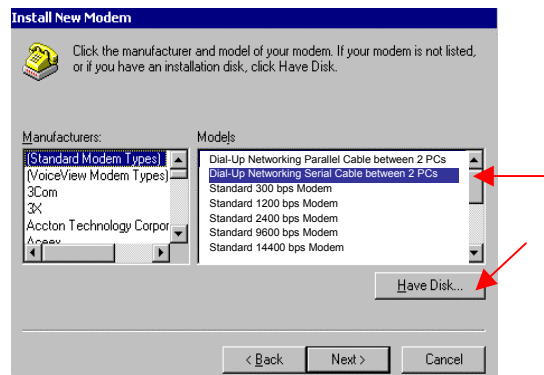 Install New Modem
Click the manufacturer and model of your modem. If your modem is not listed,
or if you have an installation disk, click Have Disk.
Manufacturers:
(Standard Modem Types)
(VoiceView Modem Types)
3Com
3X
Accton Technology Corpor
Aceex
Models
Dial-Up Networking Parallel Cable between 2 PCs
Dial-Up Networking Serial Cable between 2 PCs
Standard 300 bps Modem
Standard 1200 bps Modem
Standard 2400 bps Modem
Standard 9600 bps Modem
Standard 14400 bps Modem
Have Disk...
< Back
Next >
Cancel